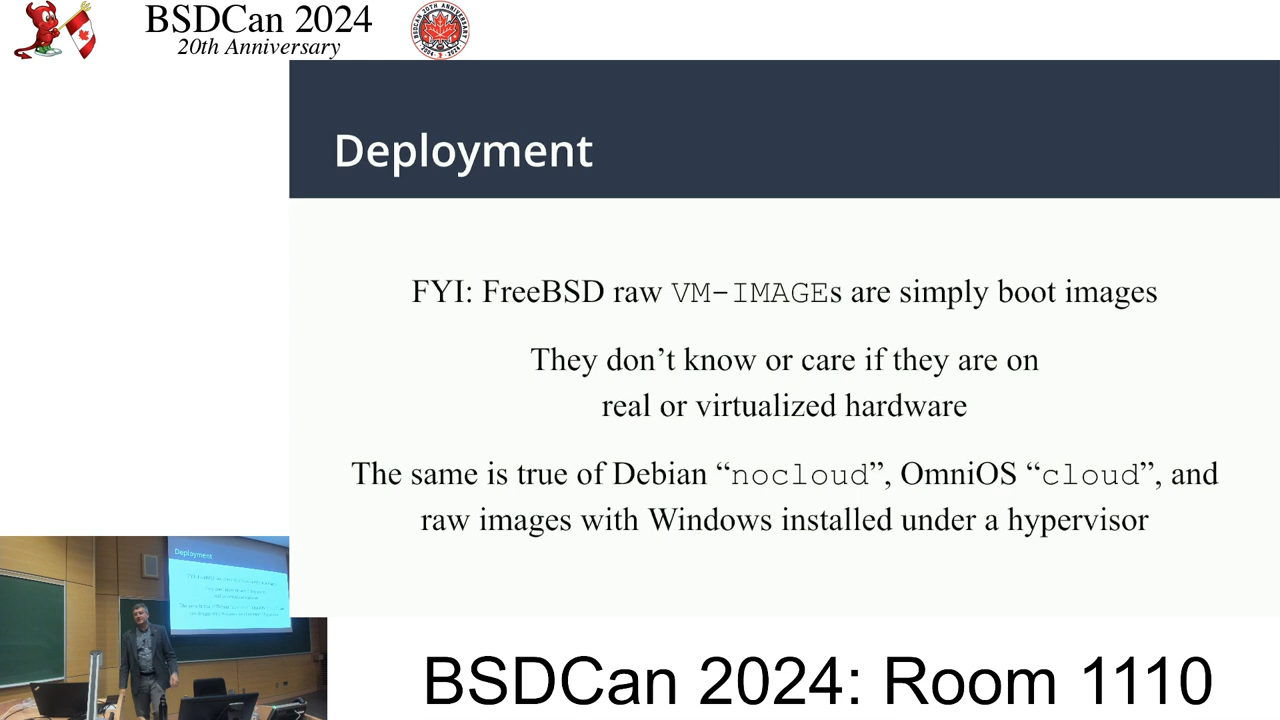 BSDCan 2024
20th Anniversary
Deployment
FYI: FreeBSD raw VM-IMAGEs are simply boot images
They don’t know or care if they are on
real or virtualized hardware
The same is true of Debian “nocloud”, OmniOS “cloud”, and
raw images with Windows installed under a hypervisor
Deployment
BSDCan 2024: Room 1110